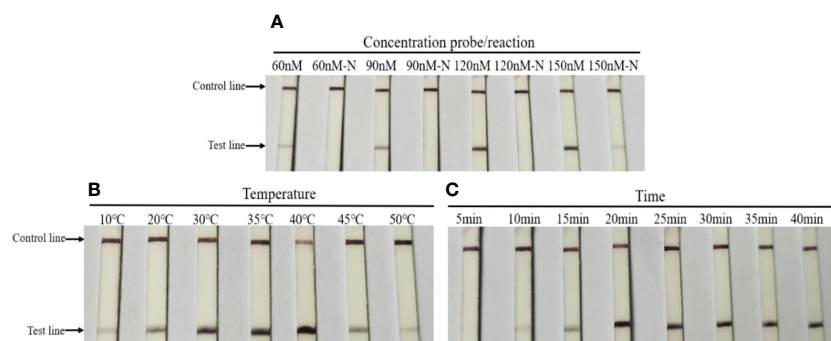 A
Concentration probe/reaction
60nM 60nM-N 90nM 90nM-N 120nM 120nM-N 150nM 150nM-N
Control line
Test line
B
Temperature
10℃ 20℃ 30℃ 35℃ 40℃ 45℃ 50℃
Control line
Test line
C
Time
5min 10min 15min 20min 25min 30min 35min 40min